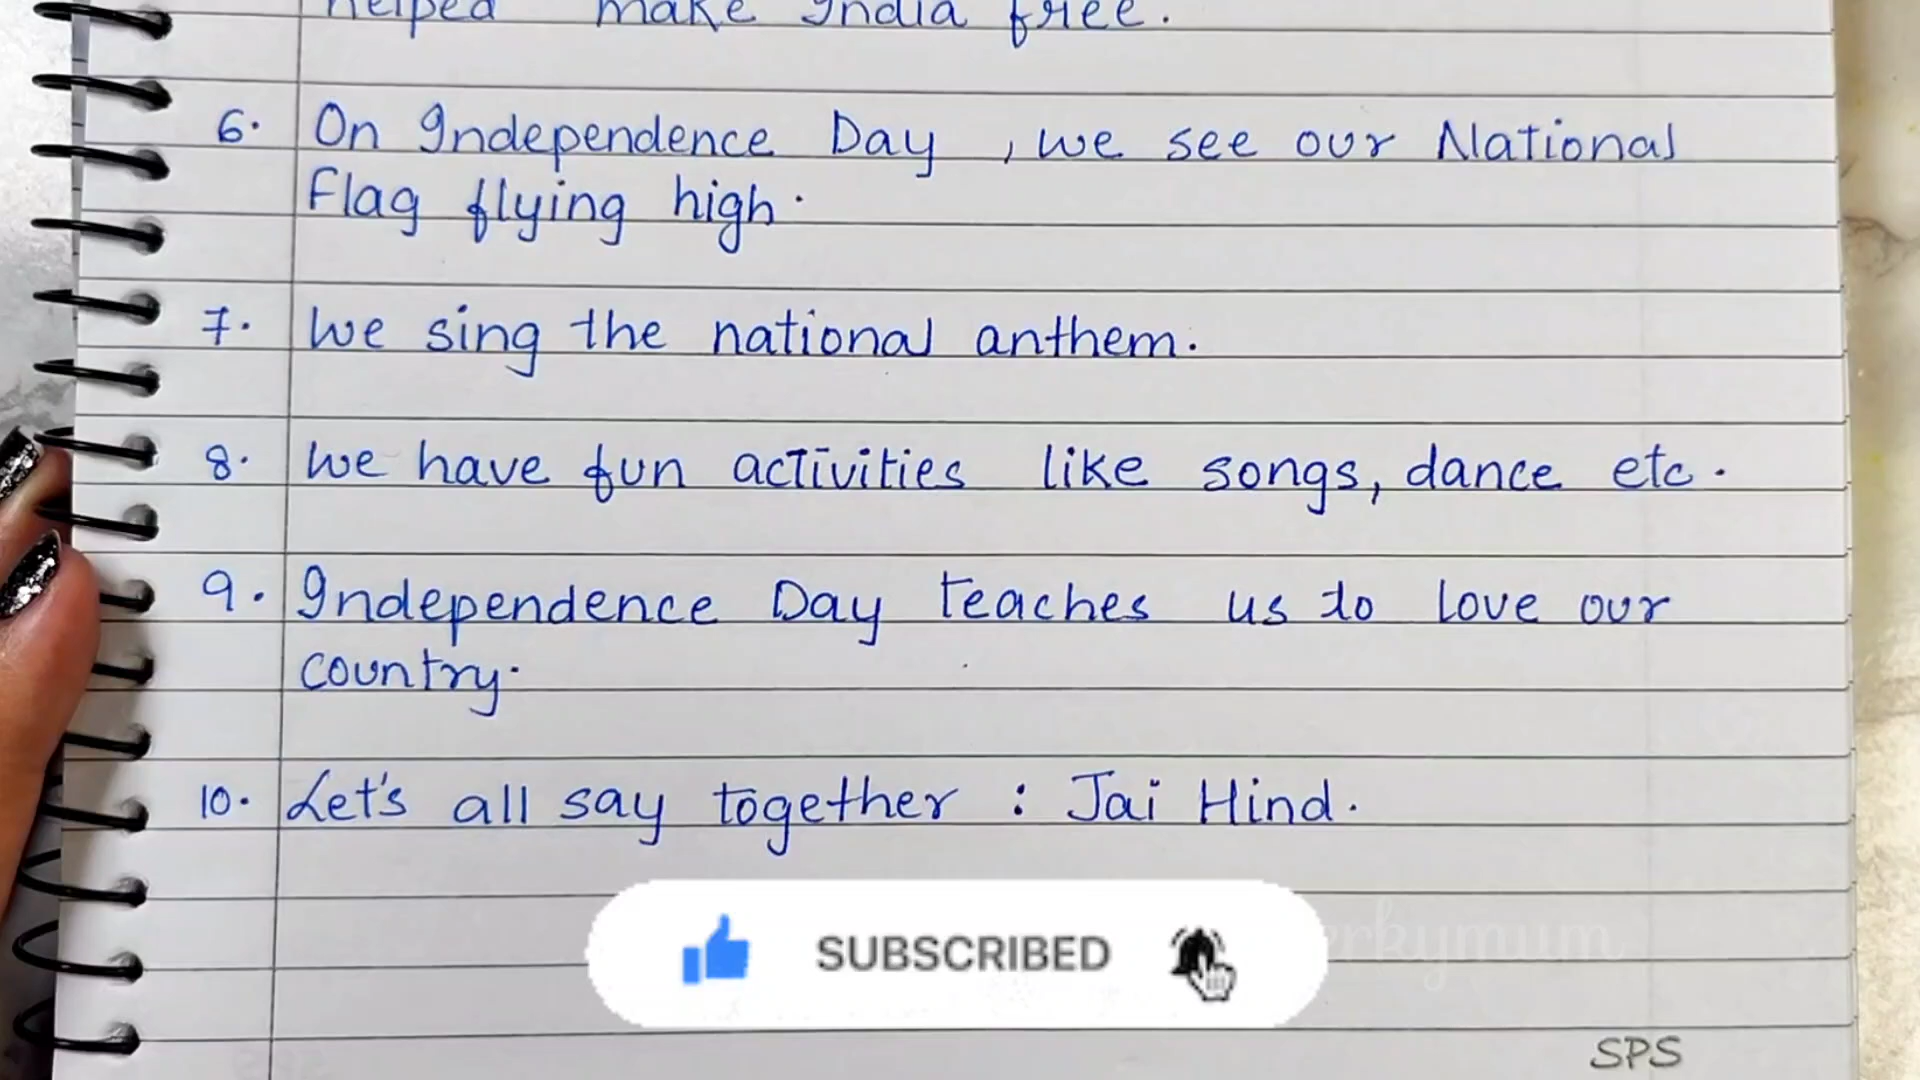 helped make India free.
6. On Independence Day, we see our National
Flag flying high.
7. We sing the national anthem.
8. We have fun activities like songs, dance etc.
9. Independence Day teaches us to love our
country.
10. Let's all say together : Jai Hind.
SUBSCRIBED
SPS